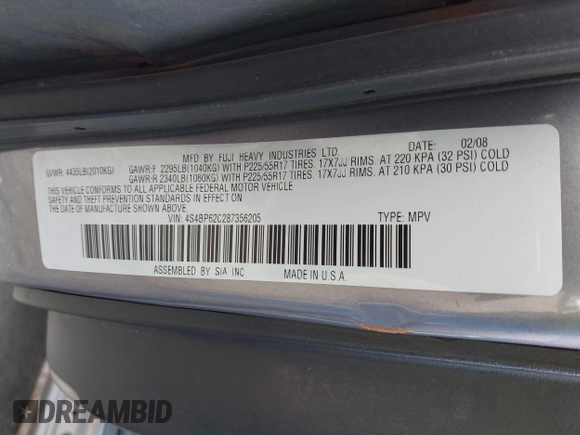 MFD BY FUJI HEAVY INDUSTRIES LTD. 02/08
GVWR: 4435LB(2010KG) GAWR:F 2295LB(1040KG) WITH P225/55R17 TIRES, 17X7JJ RIMS, AT 220 KPA (32 PSI) COLD
GAWR:R 2340LB(1060KG) WITH P225/55R17 TIRES, 17X7JJ RIMS, AT 210 KPA (30 PSI) COLD
THIS VEHICLE CONFORMS TO ALL APPLICABLE FEDERAL MOTOR VEHICLE
SAFETY AND THEFT PREVENTION STANDARDS IN EFFECT ON THE DATE OF
MANUFACTURE SHOWN ABOVE.
VIN: 4S4BP62C287356205 TYPE: MPV
ASSEMBLED BY SIA INC. MADE IN U.S.A.
DREAMBID